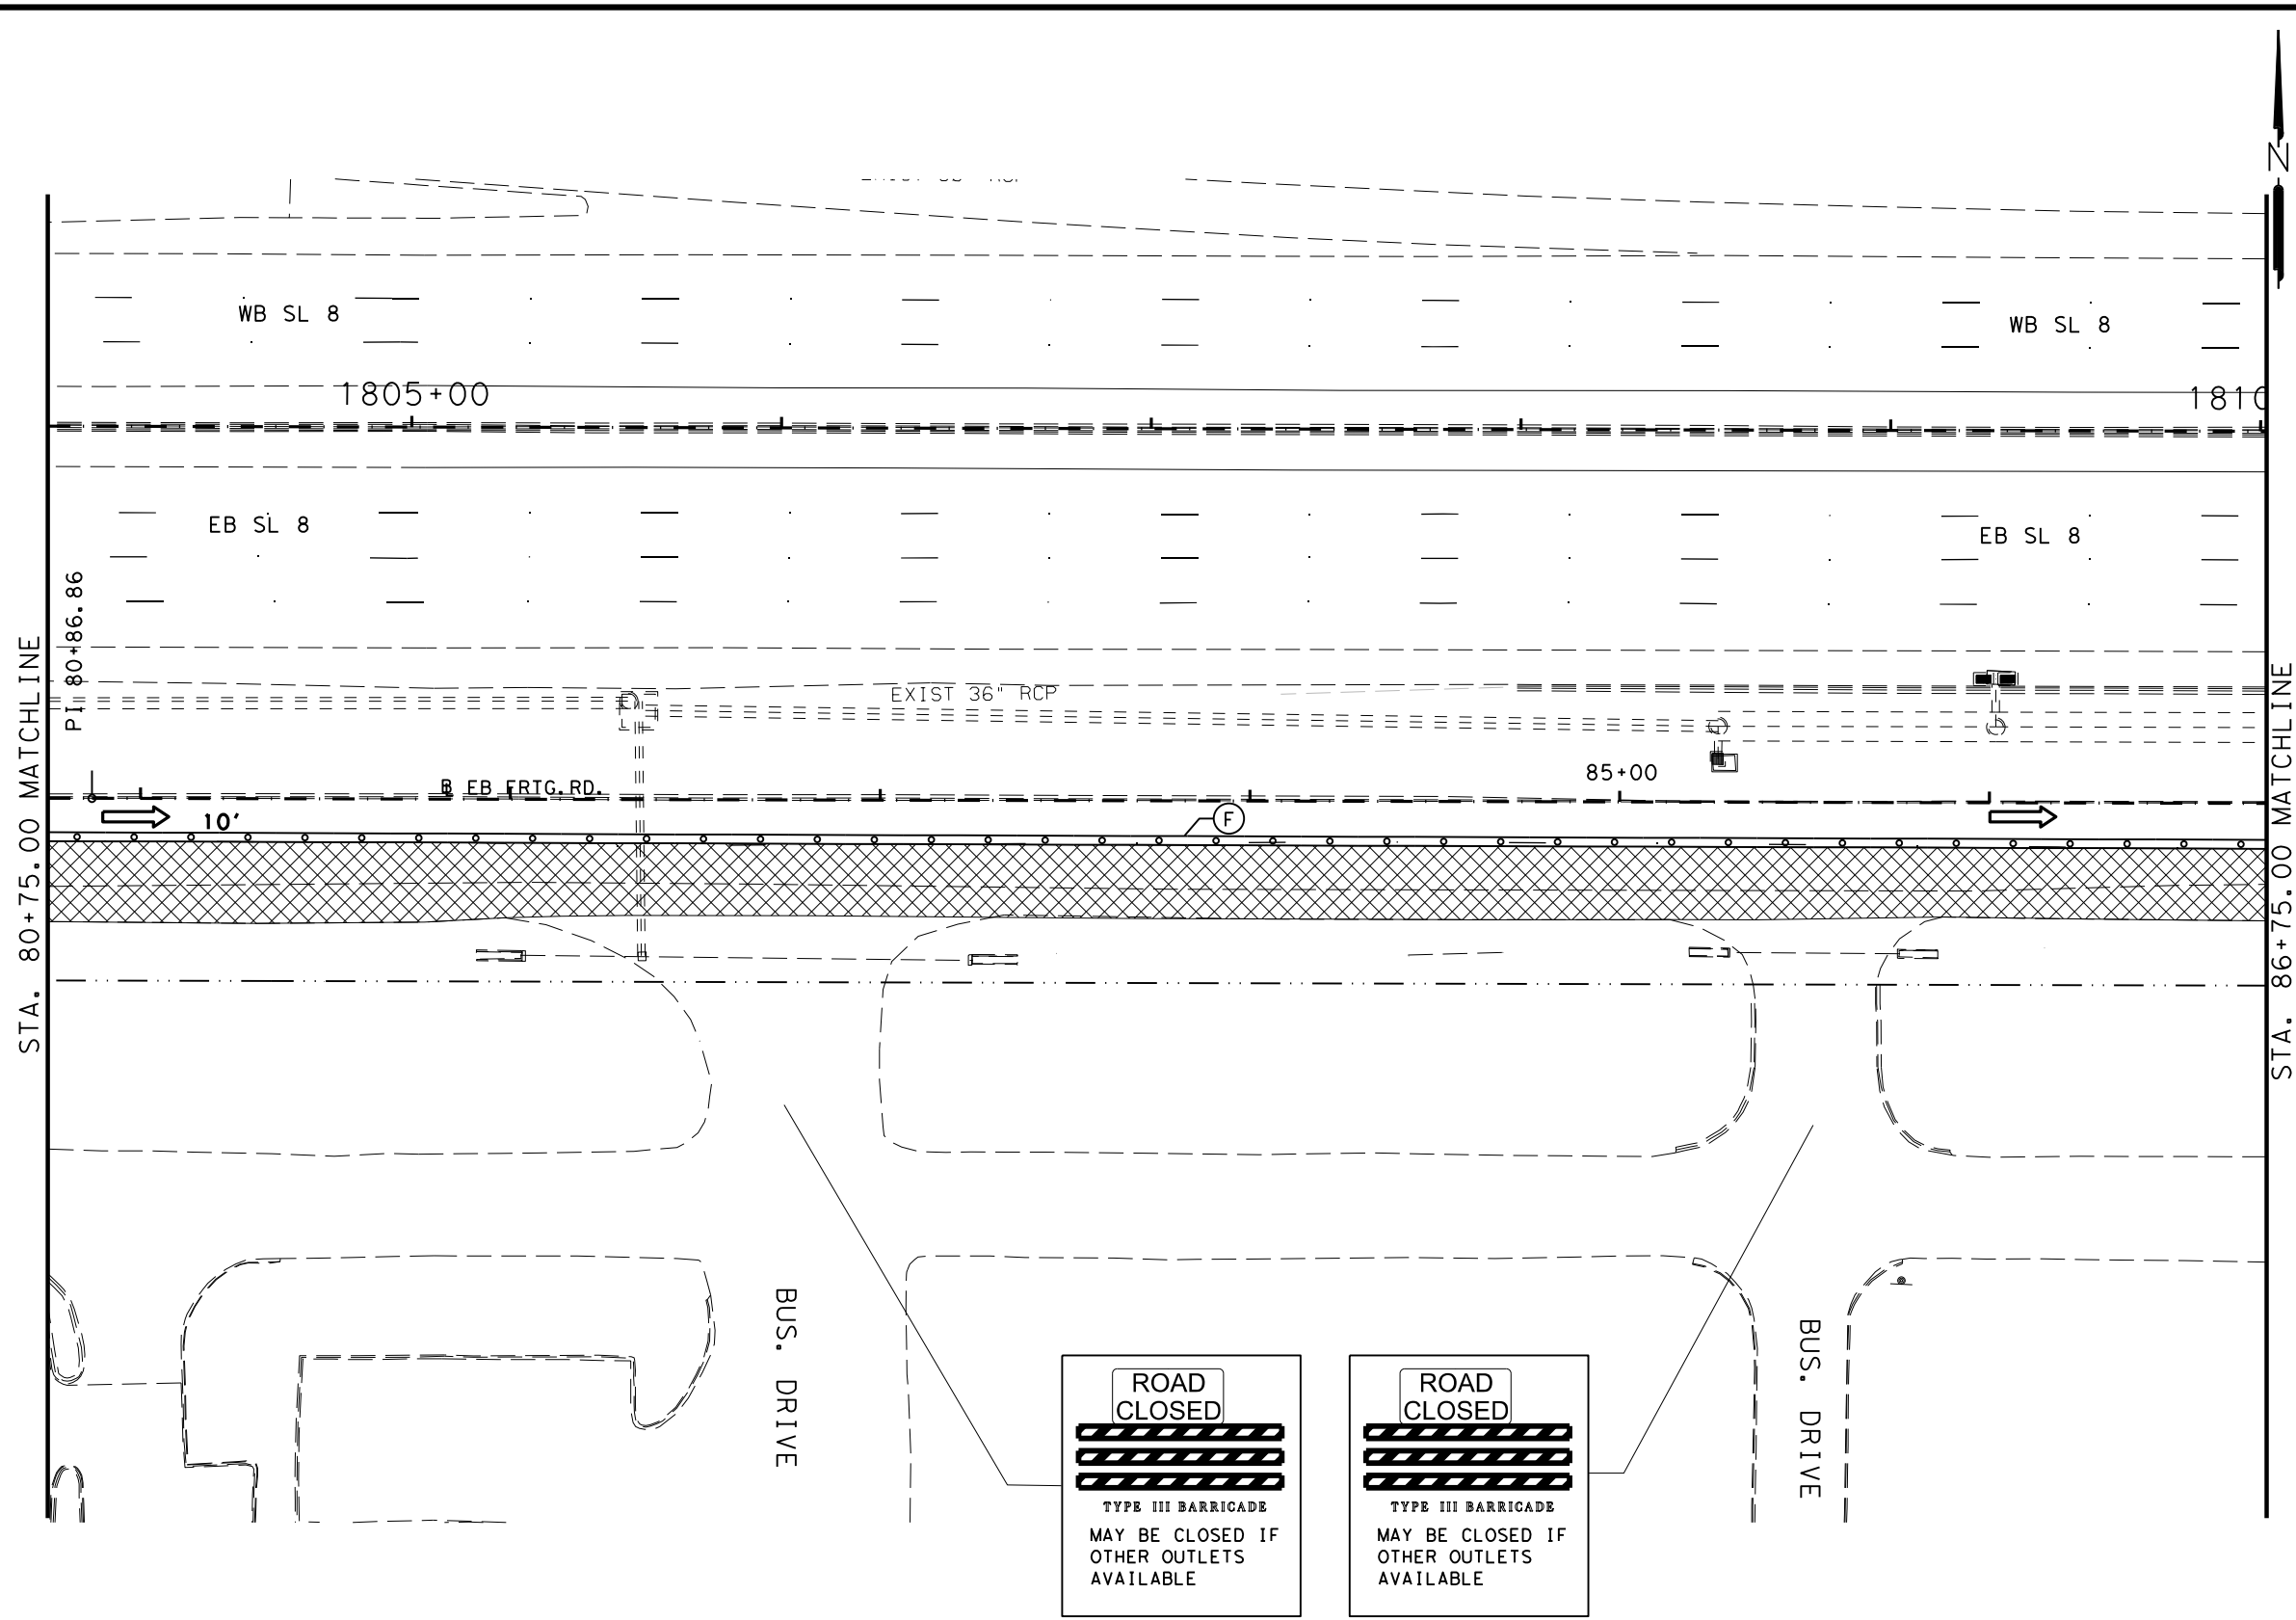 N
WB SL 8
WB SL 8
1805+00
1810
EB SL 8
EB SL 8
PI 80+86.86
STA. 80+75.00 MATCHLINE
STA. 86+75.00 MATCHLINE
EXIST 36" RCP
85+00
B EB FRTG.RD.
10'
F
BUS. DRIVE
BUS. DRIVE
ROAD
CLOSED
TYPE III BARRICADE
MAY BE CLOSED IF
OTHER OUTLETS
AVAILABLE
ROAD
CLOSED
TYPE III BARRICADE
MAY BE CLOSED IF
OTHER OUTLETS
AVAILABLE